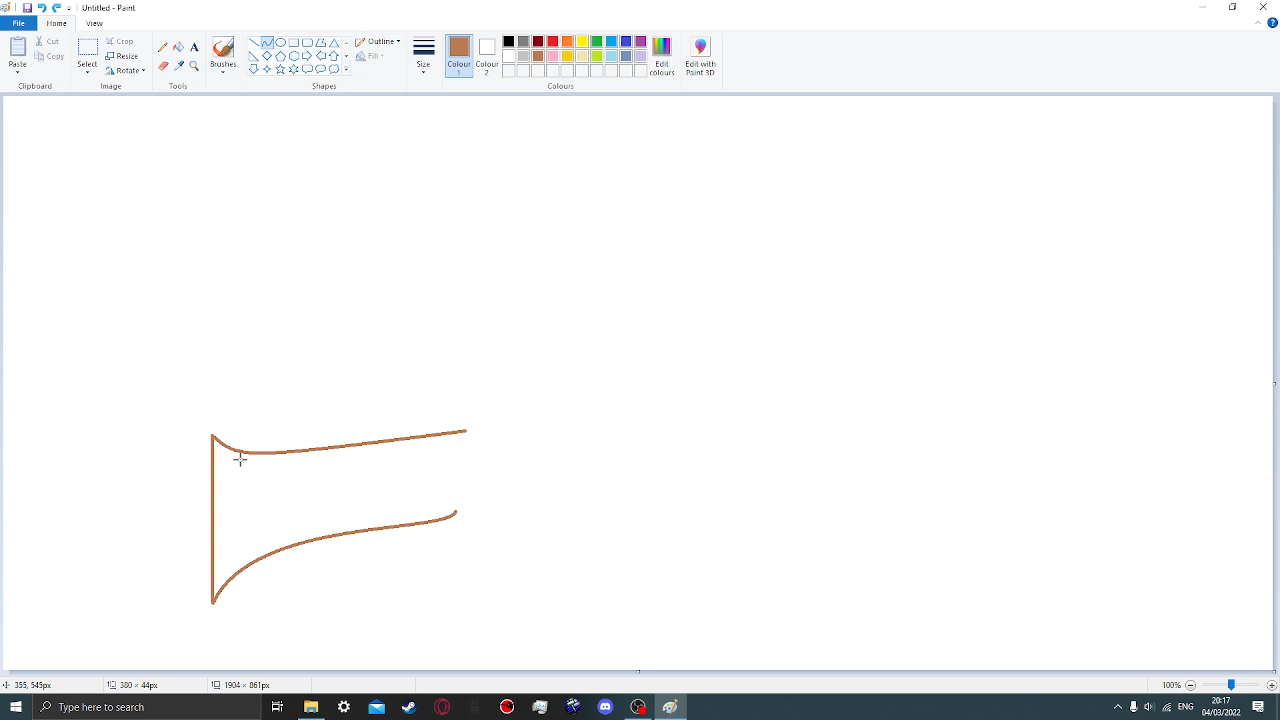 Untitled - Paint
File Home View
Paste
Cut
Copy
Clipboard
Select
Crop
Resize
Rotate
Image
A
Tools
Brushes
Outline
Fill
Shapes
Size
Colour 1
Colour 2
Edit colours
Edit with Paint 3D
Colours
355, 545px
380 × 44px
1904 × 861px
100%
Type here to search
ENG
20:17
04/03/2022